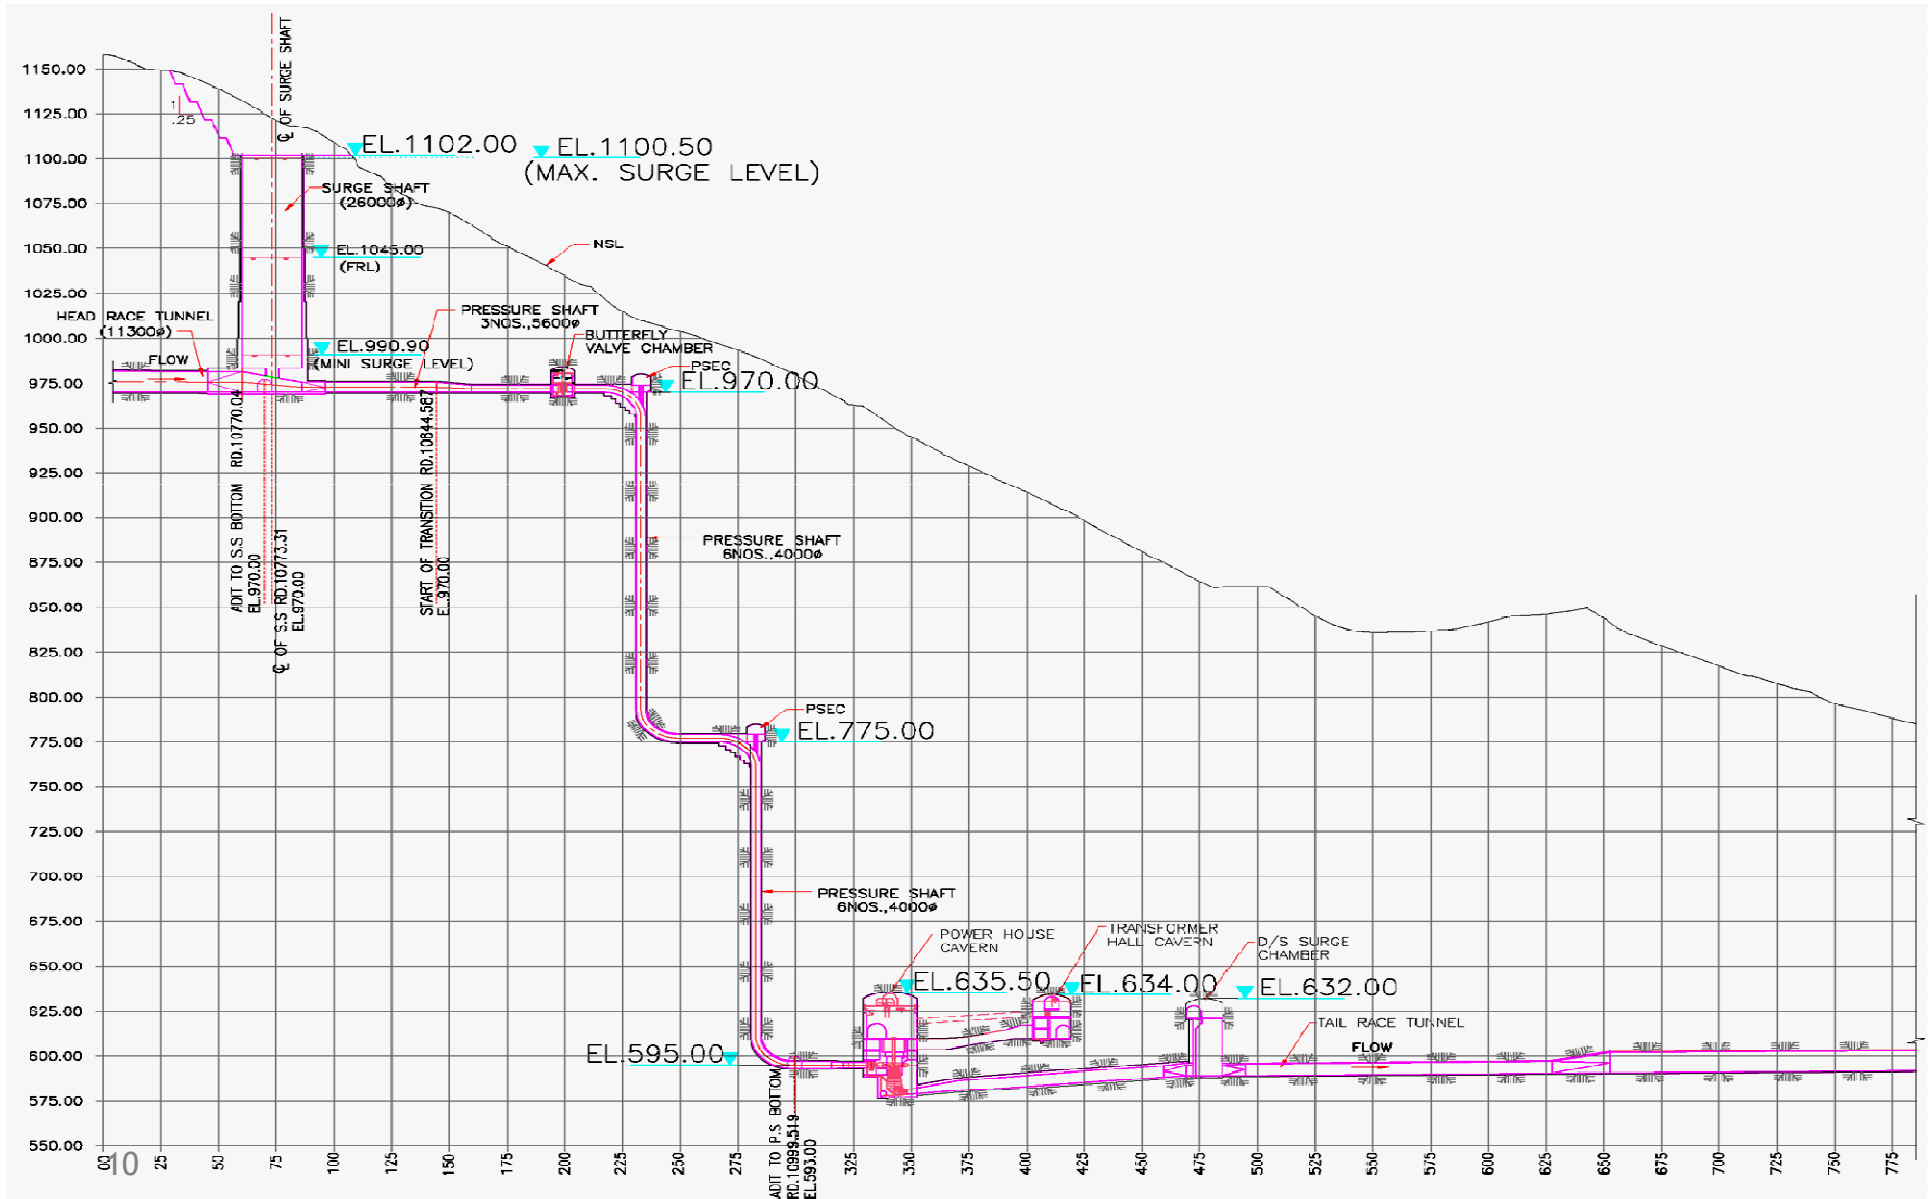 1150.00
1125.00
1100.00
1075.00
1050.00
1025.00
1000.00
975.00
950.00
925.00
900.00
875.00
850.00
825.00
800.00
775.00
750.00
725.00
700.00
675.00
650.00
625.00
600.00
575.00
550.00
1
.25
℄ OF SURGE SHAFT
EL.1102.00
EL.1100.50
(MAX. SURGE LEVEL)
SURGE SHAFT
(26000ø)
EL.1045.00
(FRL)
NSL
HEAD RACE TUNNEL
(11300ø)
FLOW
PRESSURE SHAFT
3NOS.,5600ø
EL.990.90
(MINI SURGE LEVEL)
BUTTERFLY
VALVE CHAMBER
PSEC
EL.970.00
ADIT TO S.S BOTTOM RD.10770.04
EL.970.00
℄ OF S.S RD.10773.31
EL.970.00
START OF TRANSITION RD.10844.587
EL.970.00
PRESSURE SHAFT
6NOS.,4000ø
PSEC
EL.775.00
PRESSURE SHAFT
6NOS.,4000ø
POWER HOUSE
CAVERN
TRANSFORMER
HALL CAVERN
D/S SURGE
CHAMBER
EL.635.50
EL.634.00
EL.632.00
TAIL RACE TUNNEL
FLOW
EL.595.00
ADIT TO P.S BOTTOM
RD.10999.519
EL.593.00
00
10
25
50
75
100
125
150
175
200
225
250
275
300
325
350
375
400
425
450
475
500
525
550
575
600
625
650
675
700
725
750
775